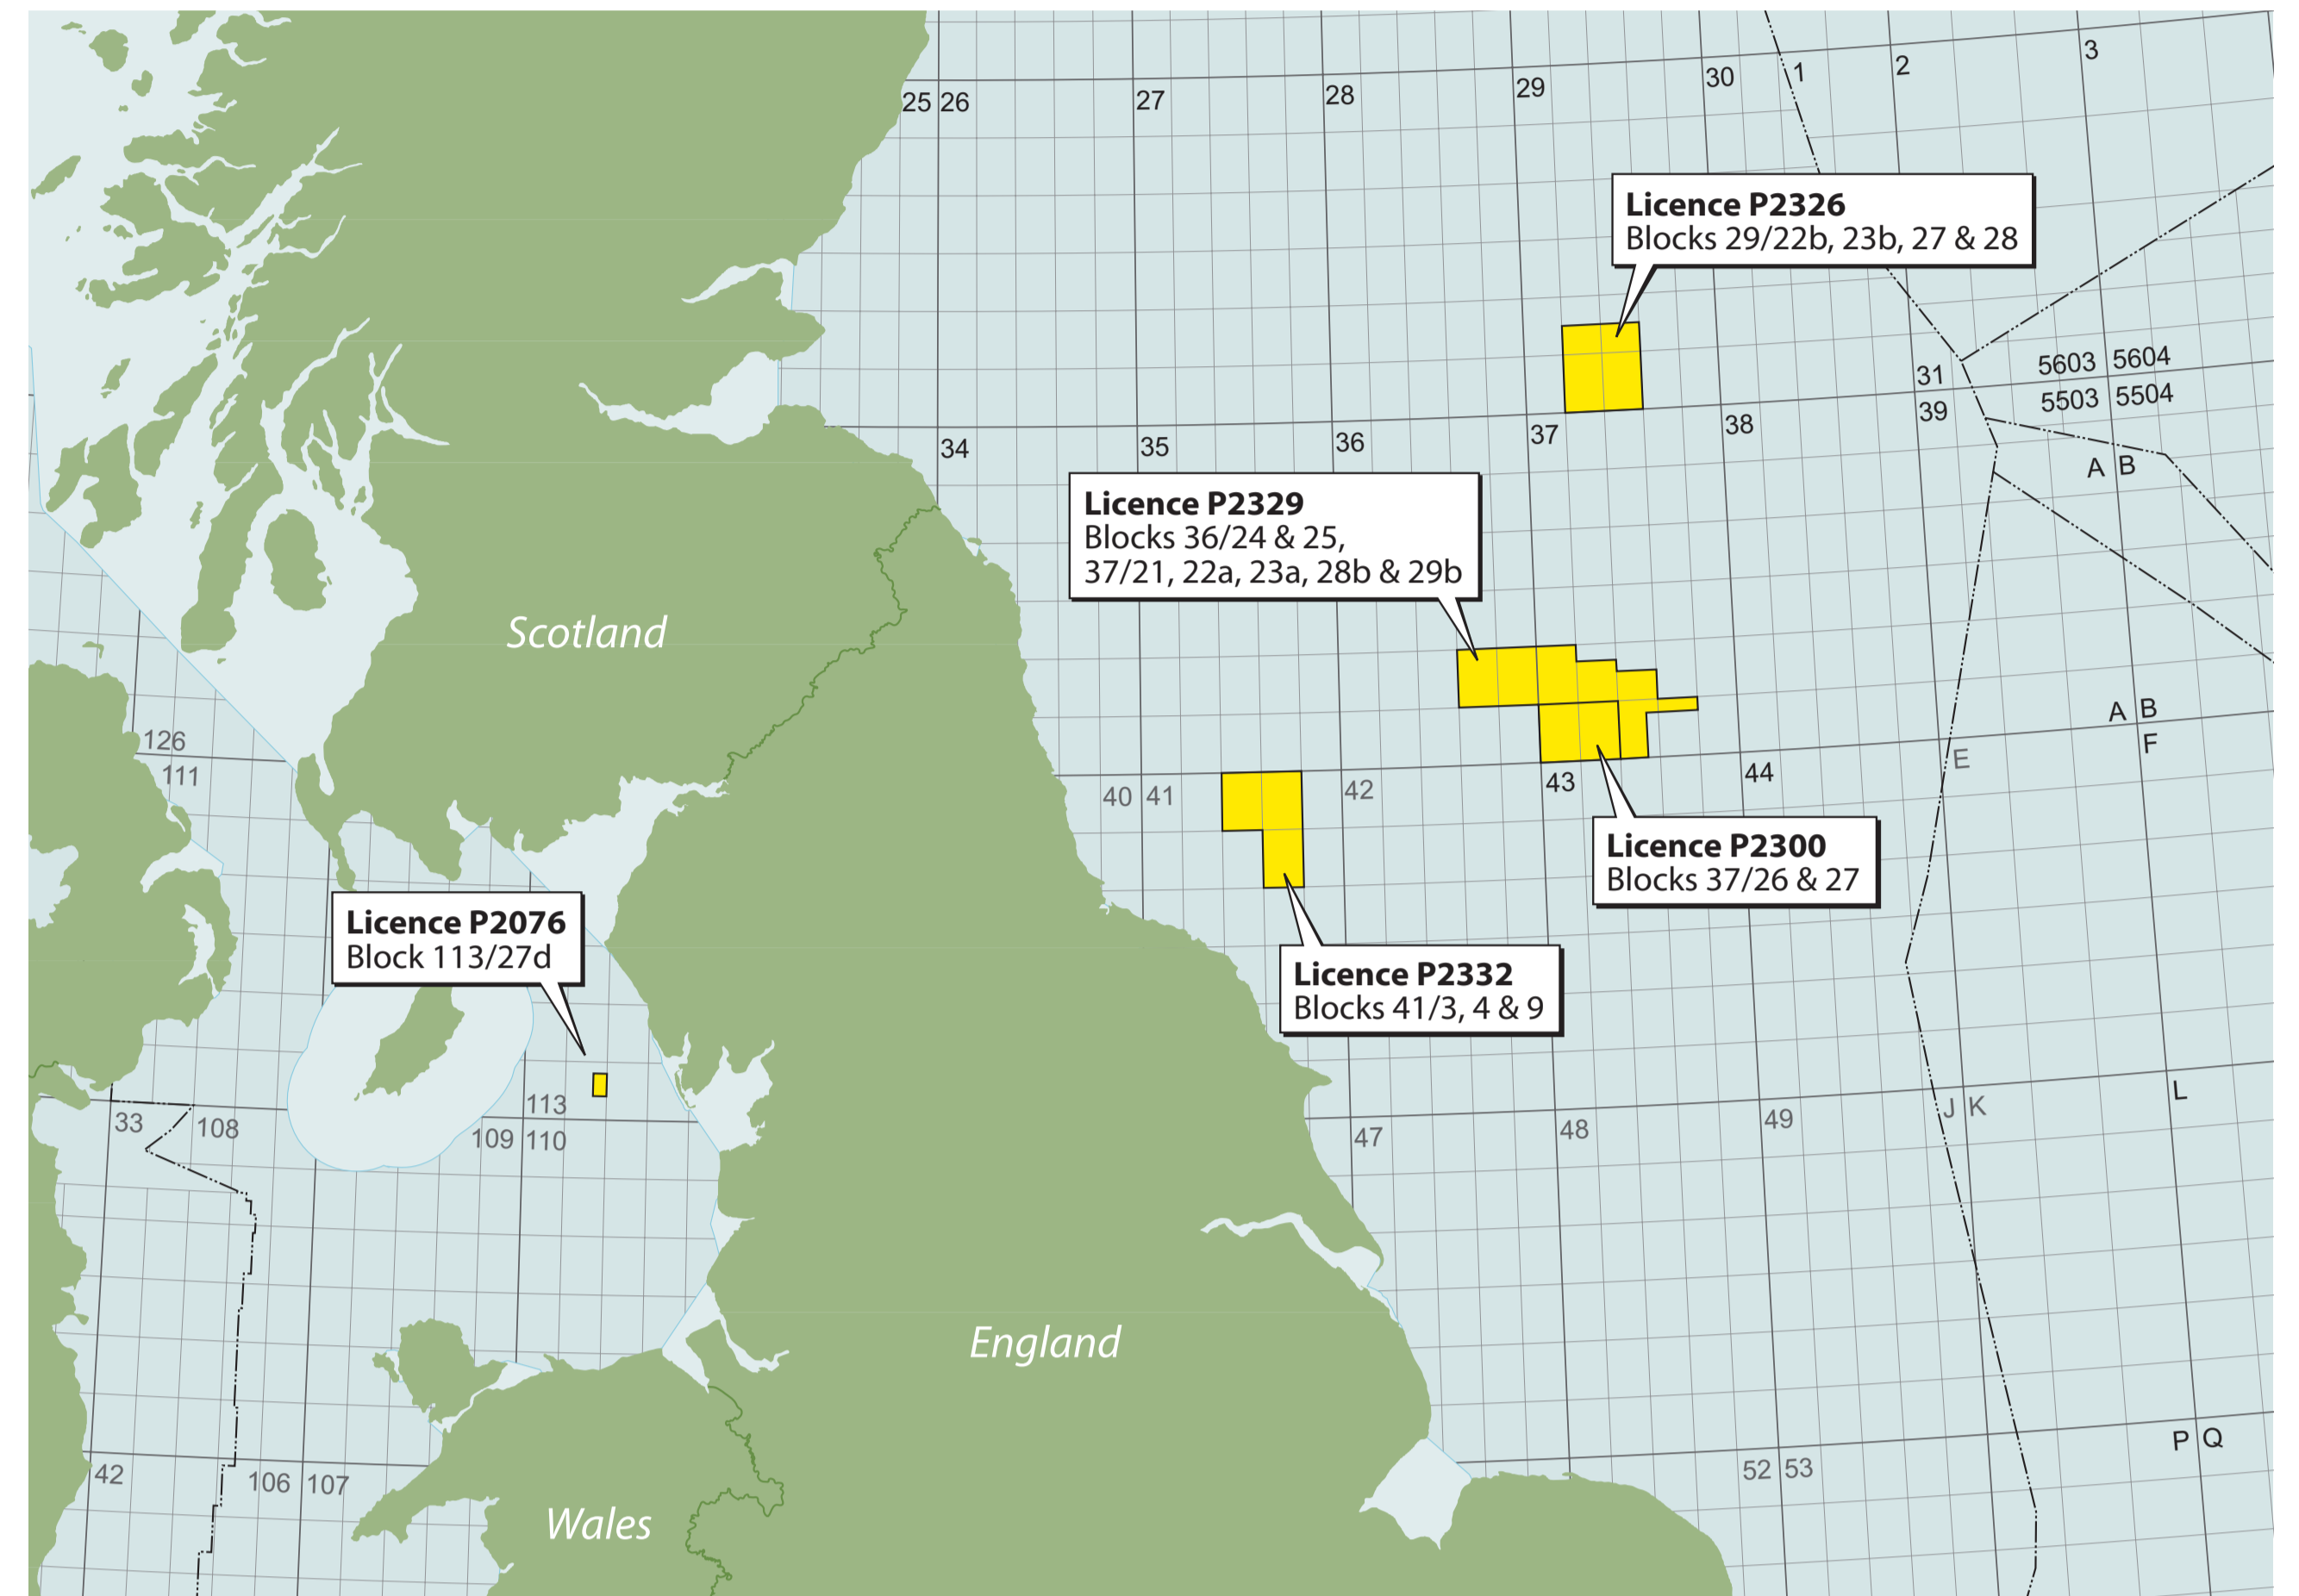 25 26
27
28
29
30
1
2
3
Licence P2326
Blocks 29/22b, 23b, 27 & 28
31
5603 5604
39
5503 5504
34
35
36
37
38
A B
Licence P2329
Blocks 36/24 & 25,
37/21, 22a, 23a, 28b & 29b
Scotland
126
111
A B
E
F
40 41
42
43
44
Licence P2300
Blocks 37/26 & 27
Licence P2076
Block 113/27d
Licence P2332
Blocks 41/3, 4 & 9
113
33
108
109 110
47
48
49
J K
L
England
42
106 107
52 53
P Q
Wales